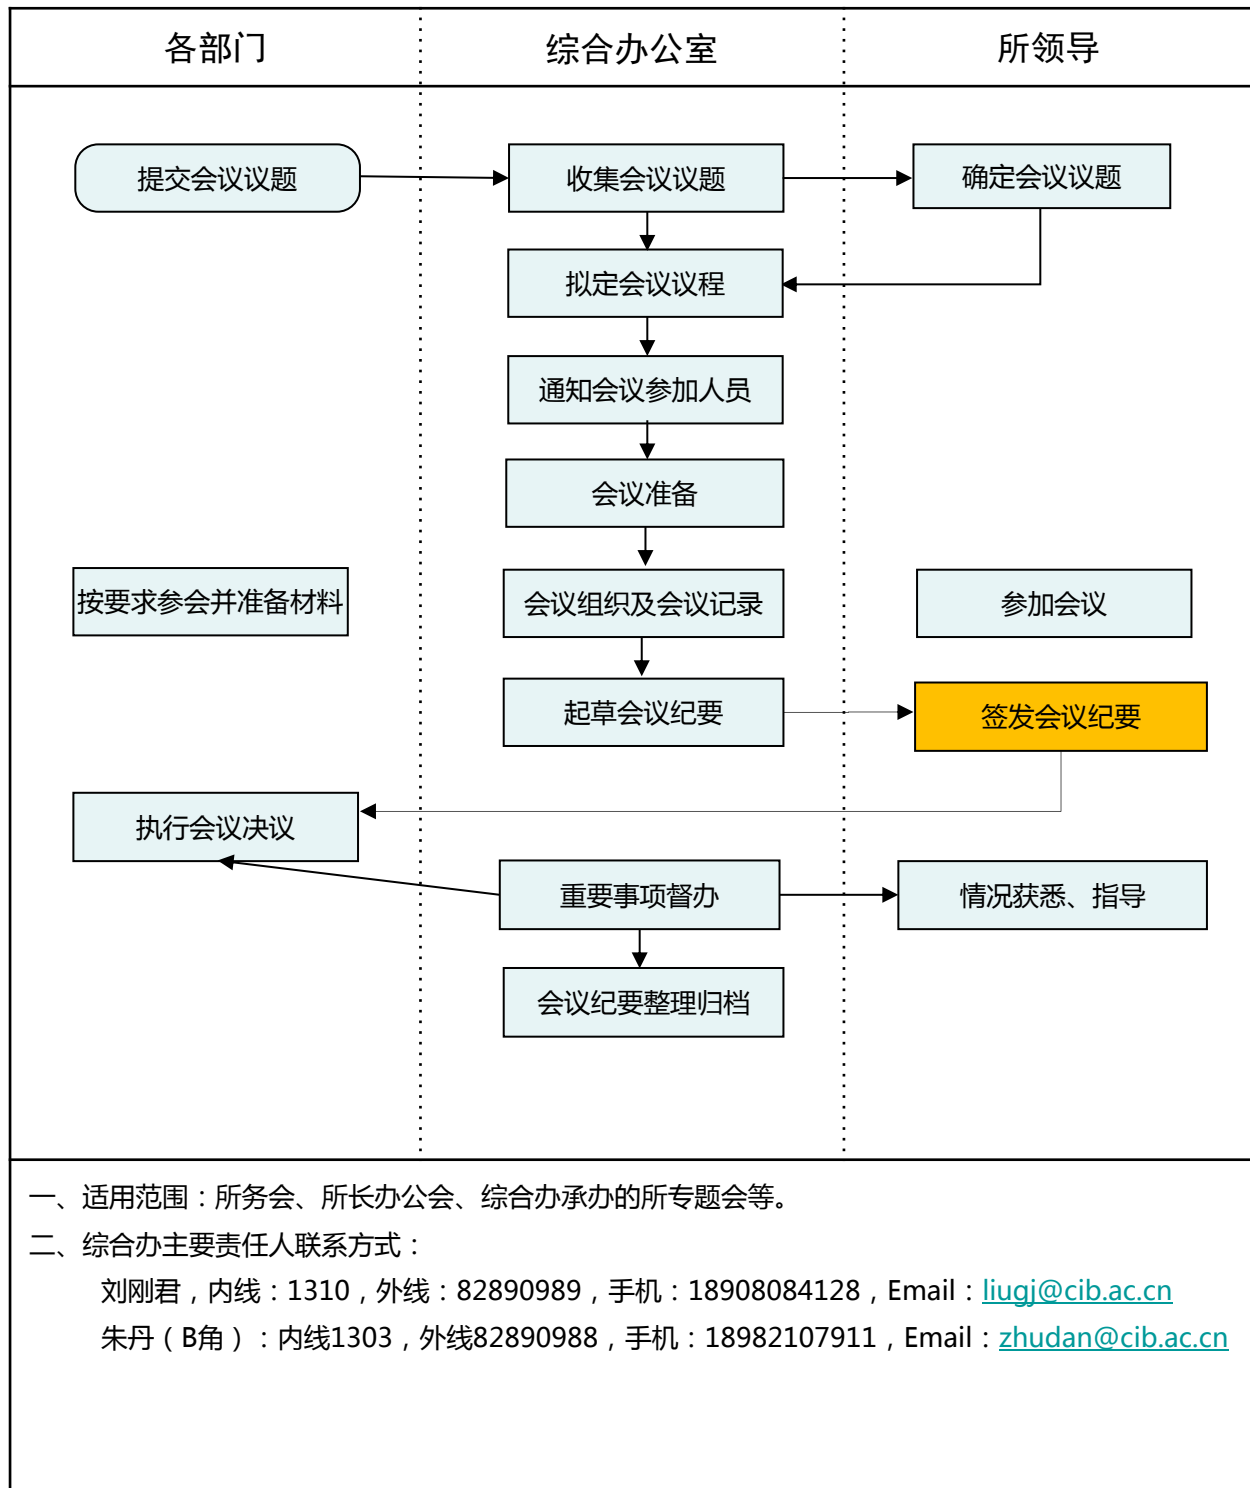 各部门
综合办公室
所领导
提交会议议题
收集会议议题
确定会议议题
拟定会议议程
通知会议参加人员
会议准备
按要求参会并准备材料
会议组织及会议记录
参加会议
起草会议纪要
签发会议纪要
执行会议决议
重要事项督办
情况获悉、指导
会议纪要整理归档
一、适用范围：所务会、所长办公会、综合办承办的所专题会等。
二、综合办主要责任人联系方式：
刘刚君，内线：1310，外线：82890989，手机：18908084128，Email：liugj@cib.ac.cn
朱丹（B角）：内线1303，外线82890988，手机：18982107911，Email：zhudan@cib.ac.cn